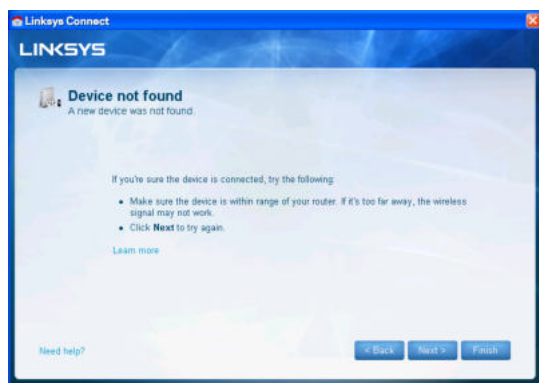 Linksys Connect
LINKSYS
Device not found
A new device was not found.
If you're sure the device is connected, try the following:
• Make sure the device is within range of your router. If it's too far away, the wireless
signal may not work.
• Click Next to try again.
Learn more
Need help?
< Back Next > Finish